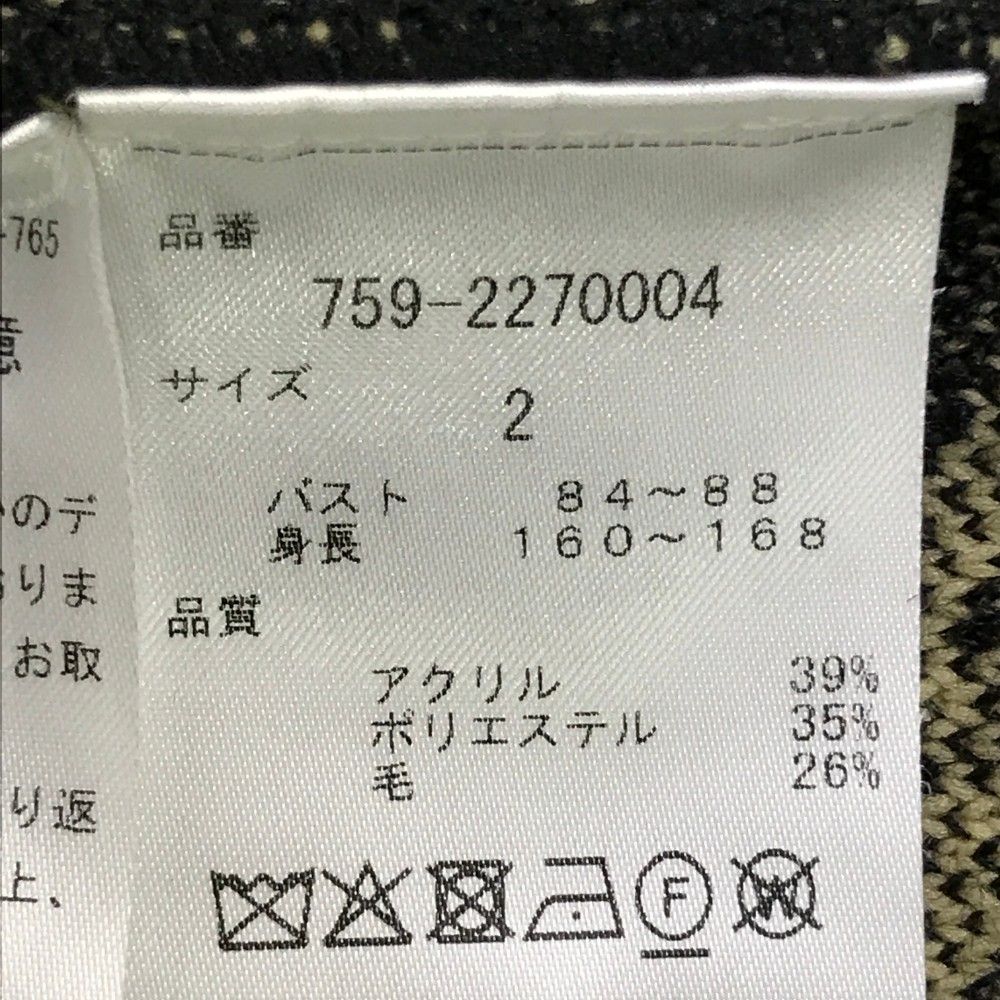 -765
意
のデ
りま
お取
り返
上、
品番
759-2270004
サイズ
2
バスト 84～88
身長 160～168
品質
アクリル 39%
ポリエステル 35%
毛 26%
F
W